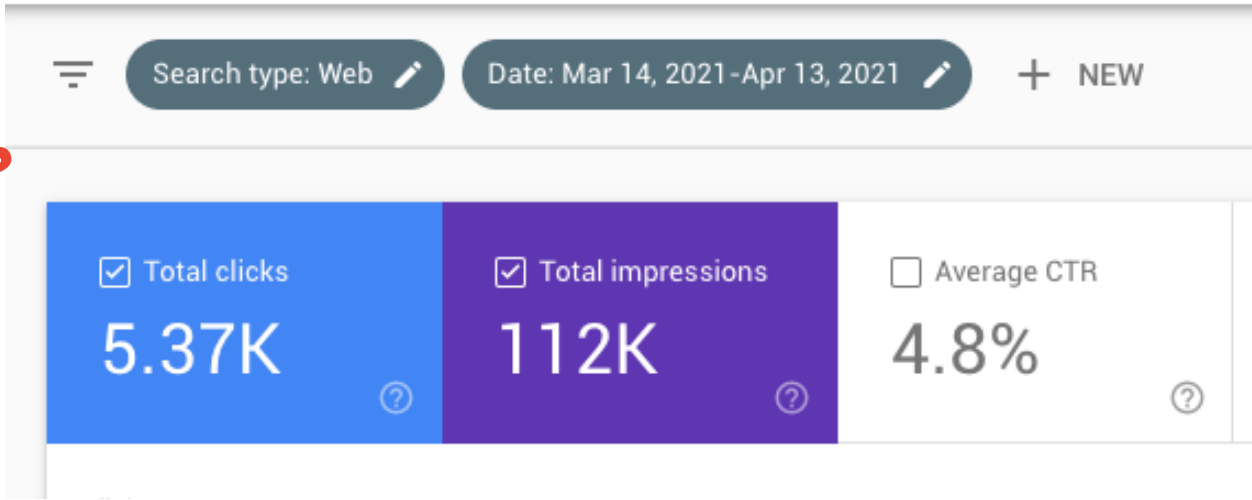 Search type: Web
Date: Mar 14, 2021-Apr 13, 2021
+ NEW
Total clicks
Total impressions
Average CTR
5.37K
112K
4.8%